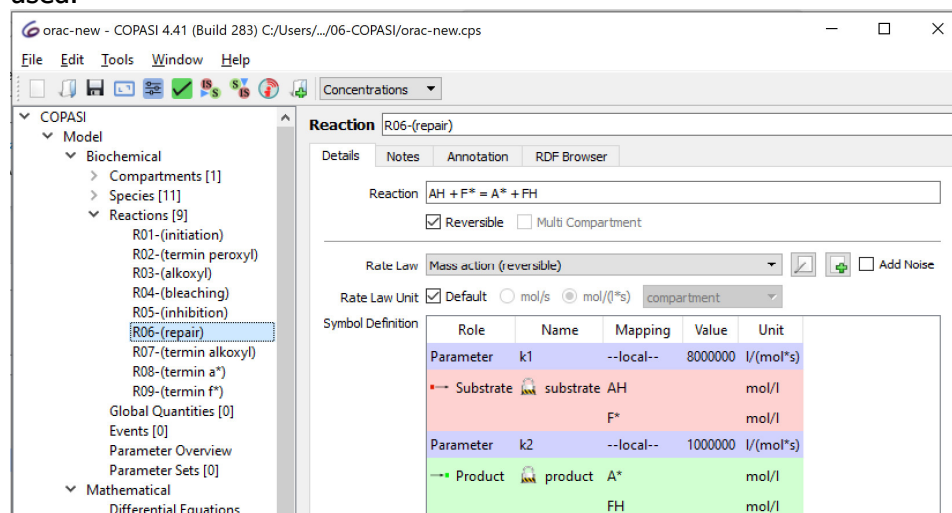 used.
orac-new - COPASI 4.41 (Build 283) C:/Users/.../06-COPASI/orac-new.cps
File Edit Tools Window Help
Concentrations
COPASI
Model
Biochemical
Compartments [1]
Species [11]
Reactions [9]
R01-(initiation)
R02-(termin peroxyl)
R03-(alkoxyl)
R04-(bleaching)
R05-(inhibition)
R06-(repair)
R07-(termin alkoxyl)
R08-(termin a*)
R09-(termin f*)
Global Quantities [0]
Events [0]
Parameter Overview
Parameter Sets [0]
Mathematical
Differential Equations
Reaction R06-(repair)
Details Notes Annotation RDF Browser
Reaction AH + F* = A* + FH
Reversible Multi Compartment
Rate Law Mass action (reversible) Add Noise
Rate Law Unit Default mol/s mol/(l*s) compartment
Symbol Definition
Role Name Mapping Value Unit
Parameter k1 --local-- 8000000 l/(mol*s)
Substrate substrate AH mol/l
F* mol/l
Parameter k2 --local-- 1000000 l/(mol*s)
Product product A* mol/l
FH mol/l